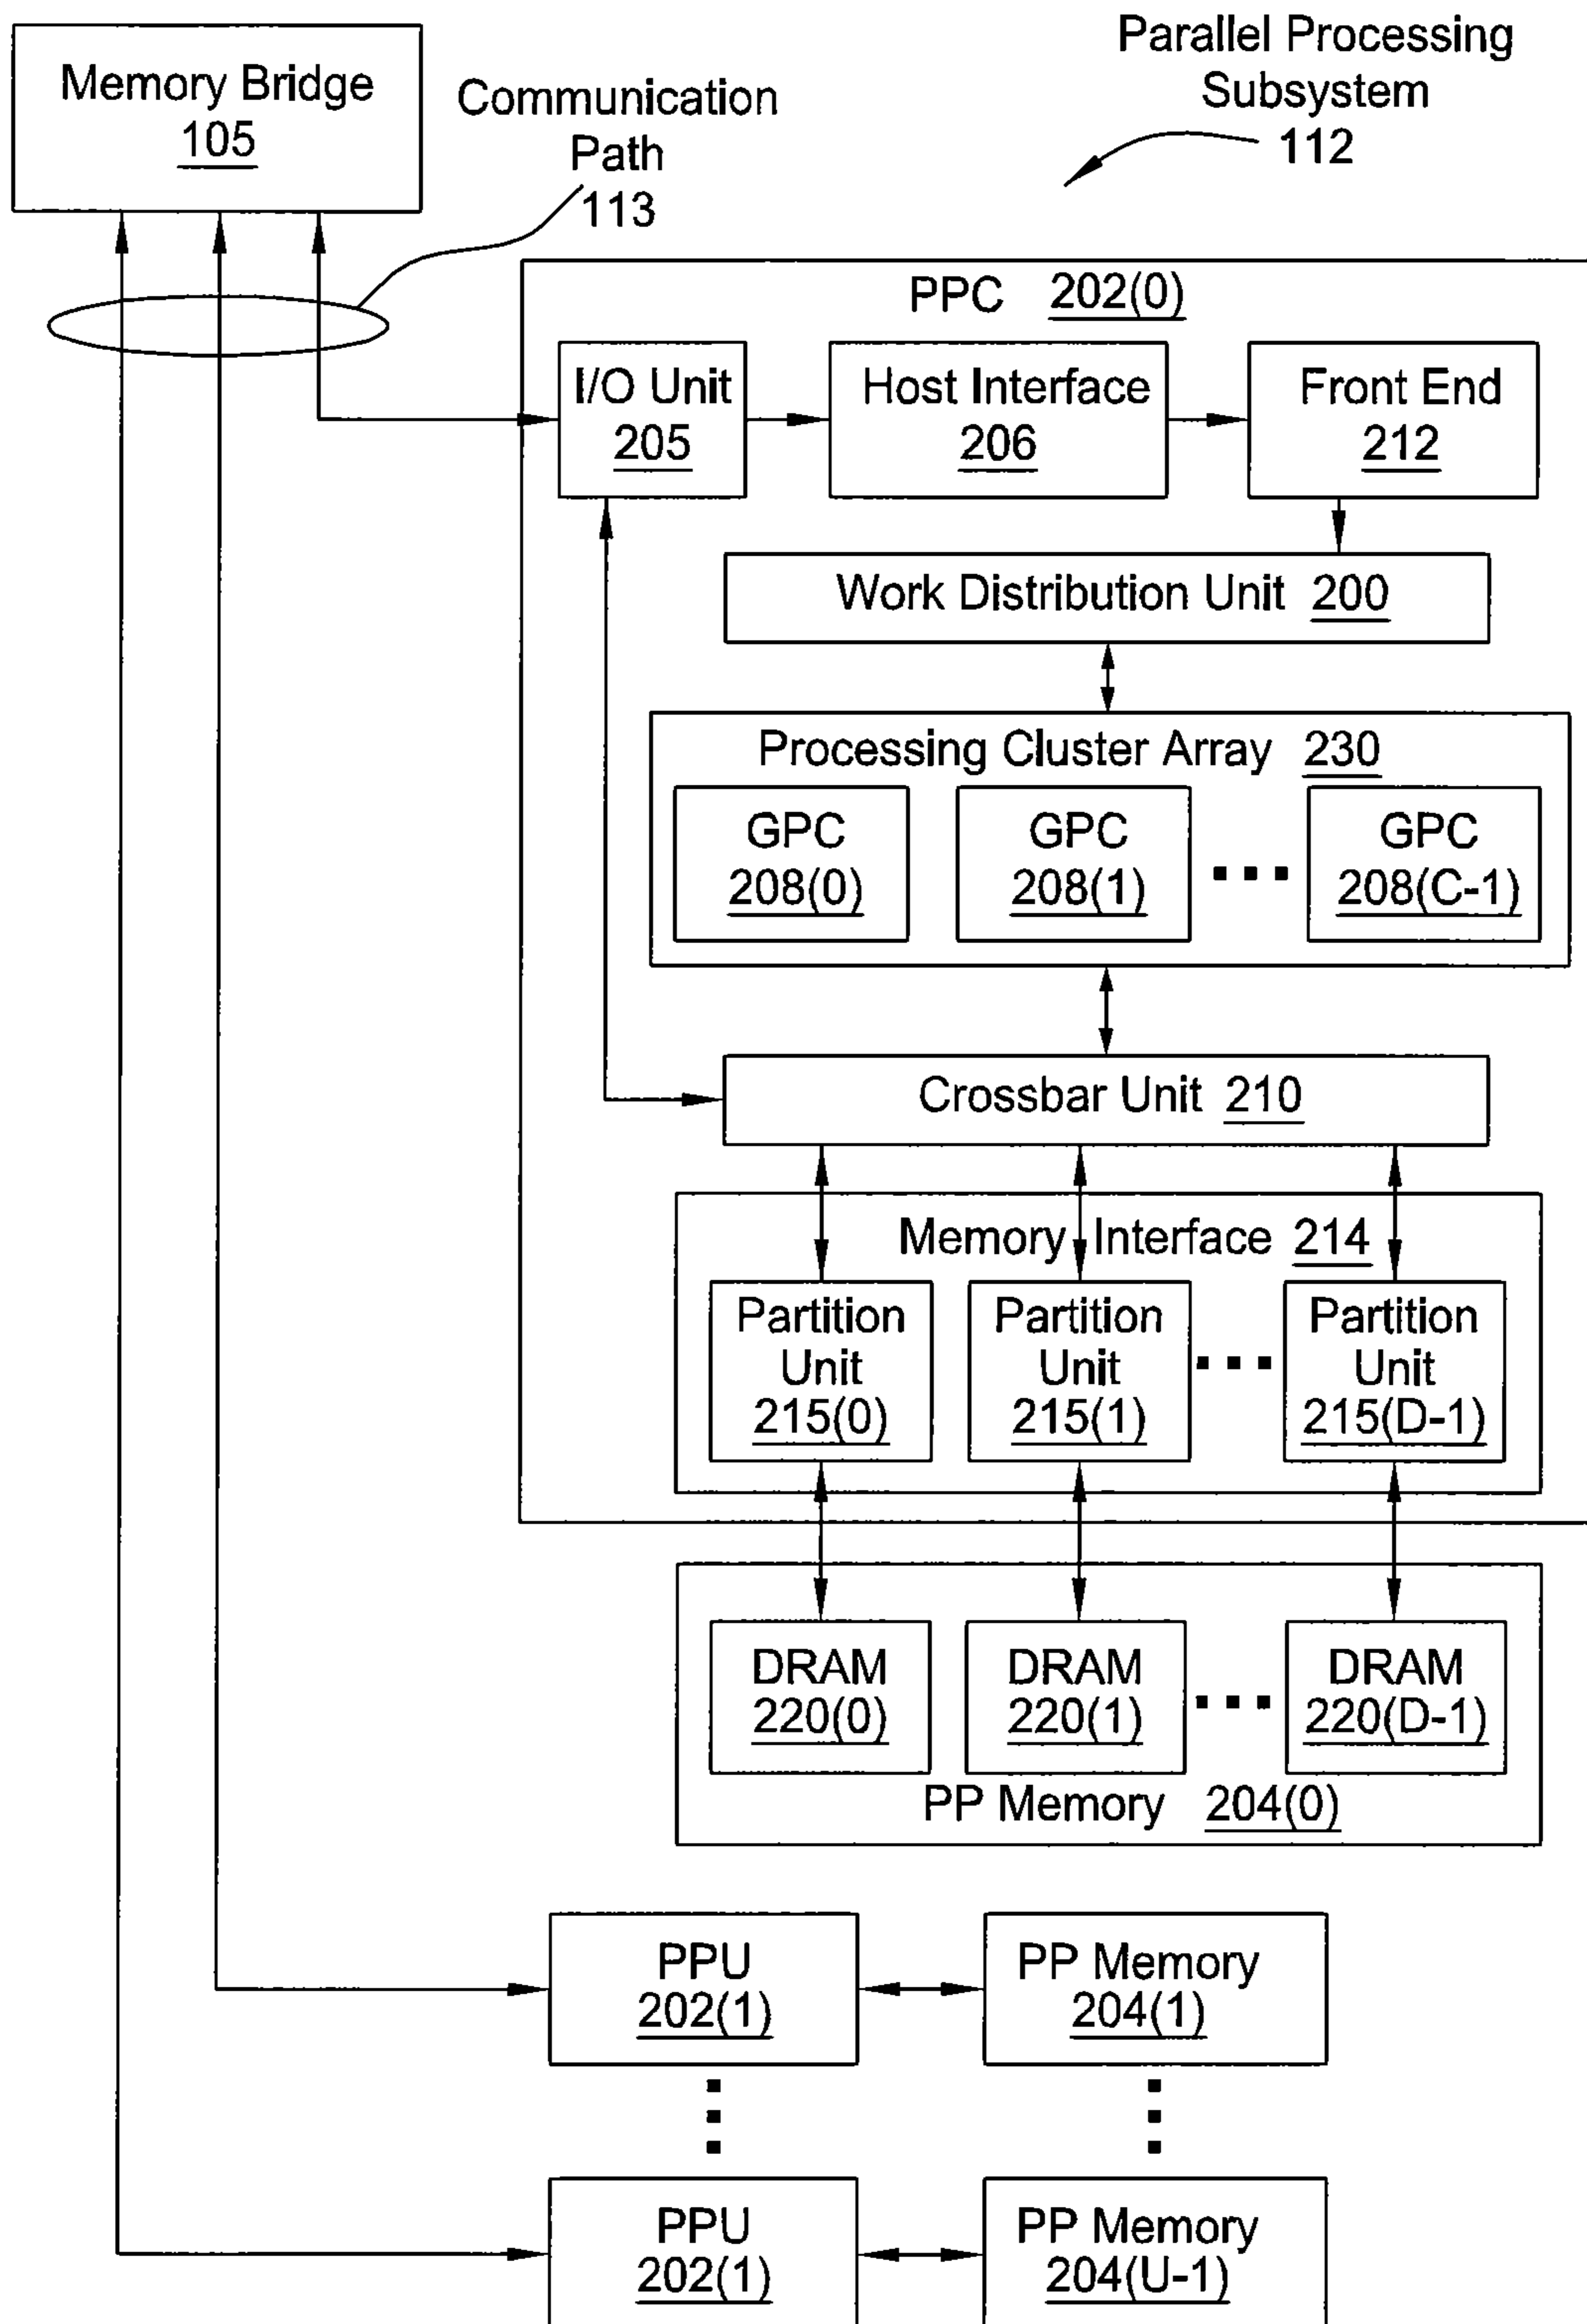 Parallel Processing
Subsystem
112
Memory Bridge
105
Communication
Path
113
PPC 202(0)
I/O Unit
205
Host Interface
206
Front End
212
Work Distribution Unit 200
Processing Cluster Array 230
GPC
208(0)
GPC
208(1)
GPC
208(C-1)
Crossbar Unit 210
Memory Interface 214
Partition
Unit
215(0)
Partition
Unit
215(1)
Partition
Unit
215(D-1)
DRAM
220(0)
DRAM
220(1)
DRAM
220(D-1)
PP Memory 204(0)
PPU
202(1)
PP Memory
204(1)
PPU
202(1)
PP Memory
204(U-1)